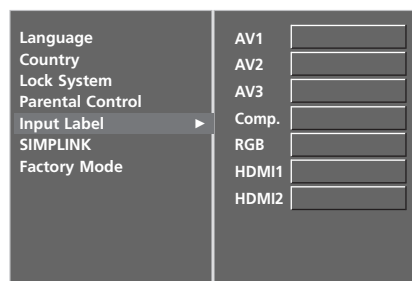 Language
Country
Lock System
Parental Control
Input Label ►
SIMPLINK
Factory Mode
AV1
AV2
AV3
Comp.
RGB
HDMI1
HDMI2